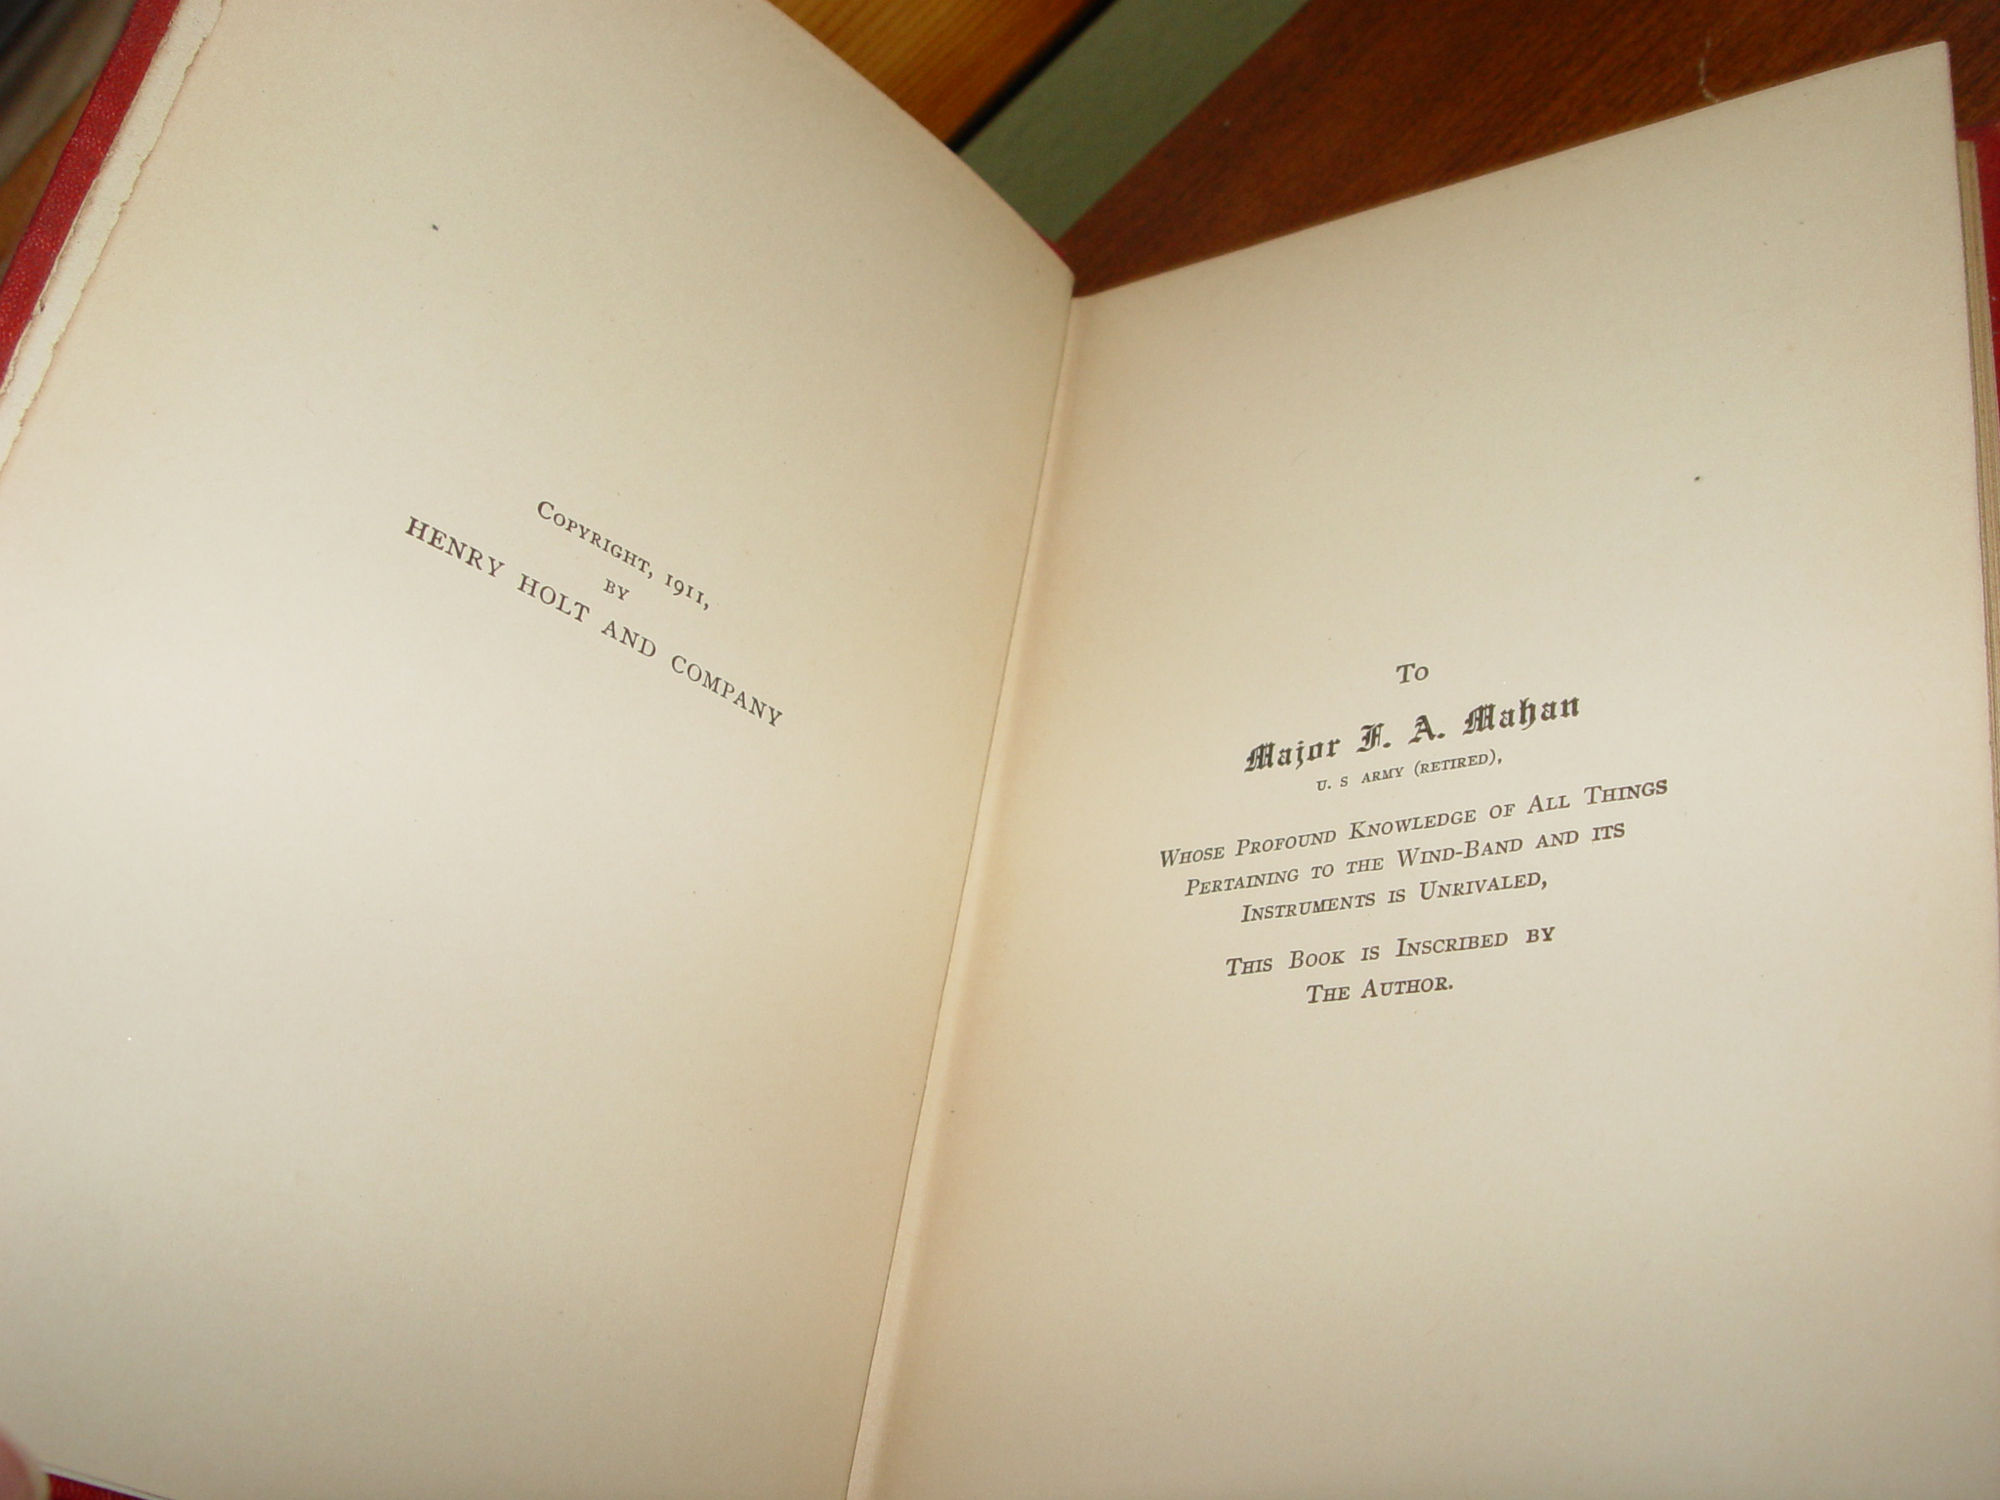 Copyright, 1911,
BY
HENRY HOLT AND COMPANY
To
Major F. A. Mahan
U. S ARMY (RETIRED),
Whose Profound Knowledge of All Things
Pertaining to the Wind-Band and its
Instruments is Unrivaled,
This Book is Inscribed by
The Author.